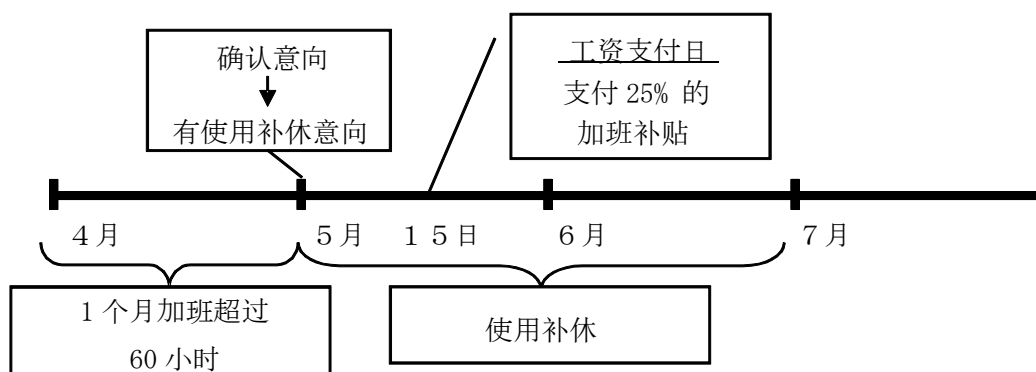 确认意向
有使用补休意向
工资支付日
支付 25% 的
加班补贴
４月
５月
１５日
６月
７月
1 个月加班超过
60 小时
使用补休